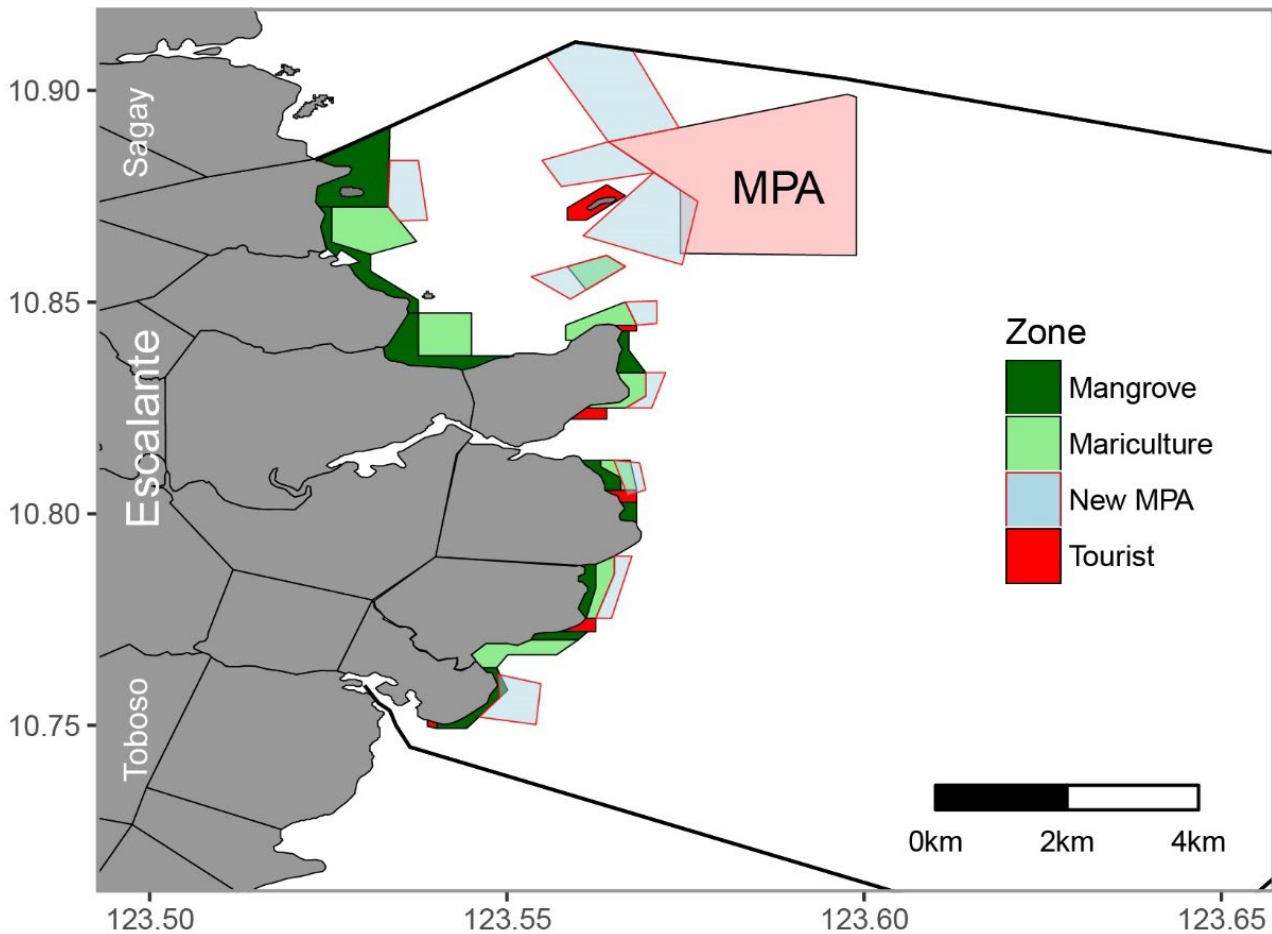 10.90
10.85
10.80
10.75
Sagay
Escalante
Toboso
MPA
Zone
Mangrove
Mariculture
New MPA
Tourist
0km 2km 4km
123.50 123.55 123.60 123.65